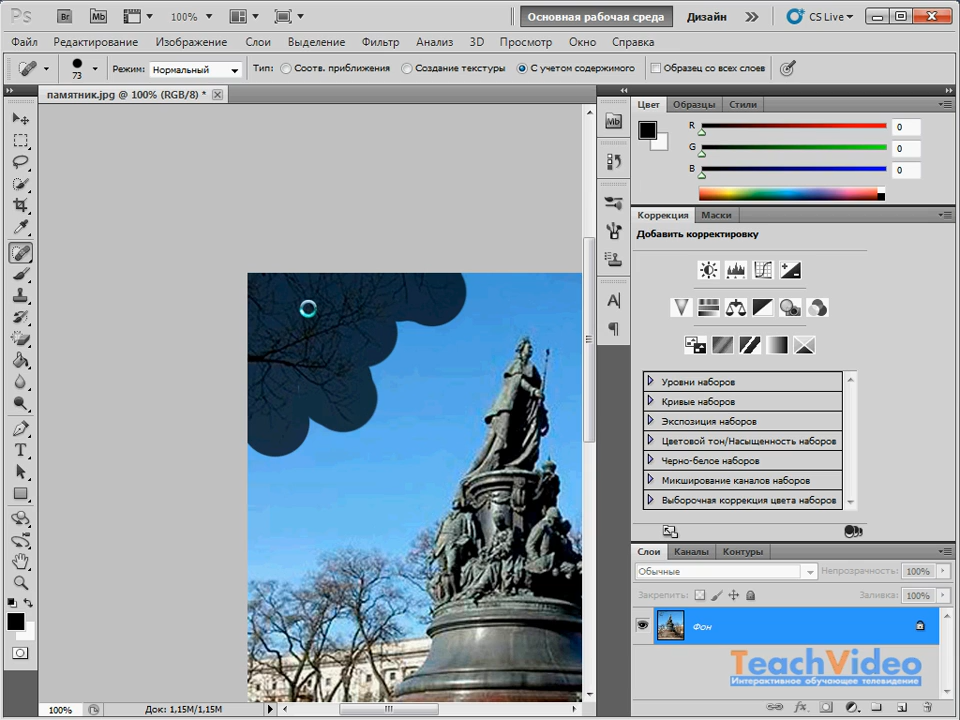 Ps Br Mb 100% Основная рабочая среда Дизайн CS Live
Файл Редактирование Изображение Слои Выделение Фильтр Анализ 3D Просмотр Окно Справка
73 Режим: Нормальный Тип: Соотв. приближения Создание текстуры С учетом содержимого Образец со всех слоев
памятник.jpg @ 100% (RGB/8) *
Mb
Цвет Образцы Стили
R 0
G 0
B 0
Коррекция Маски
Добавить корректировку
Уровни наборов
Кривые наборов
Экспозиция наборов
Цветовой тон/Насыщенность наборов
Черно-белое наборов
Микширование каналов наборов
Выборочная коррекция цвета наборов
Слои Каналы Контуры
Обычные Непрозрачность: 100%
Закрепить: Заливка: 100%
Фон
TeachVideo
Интерактивное обучающее телевидение
100% Док: 1,15M/1,15M